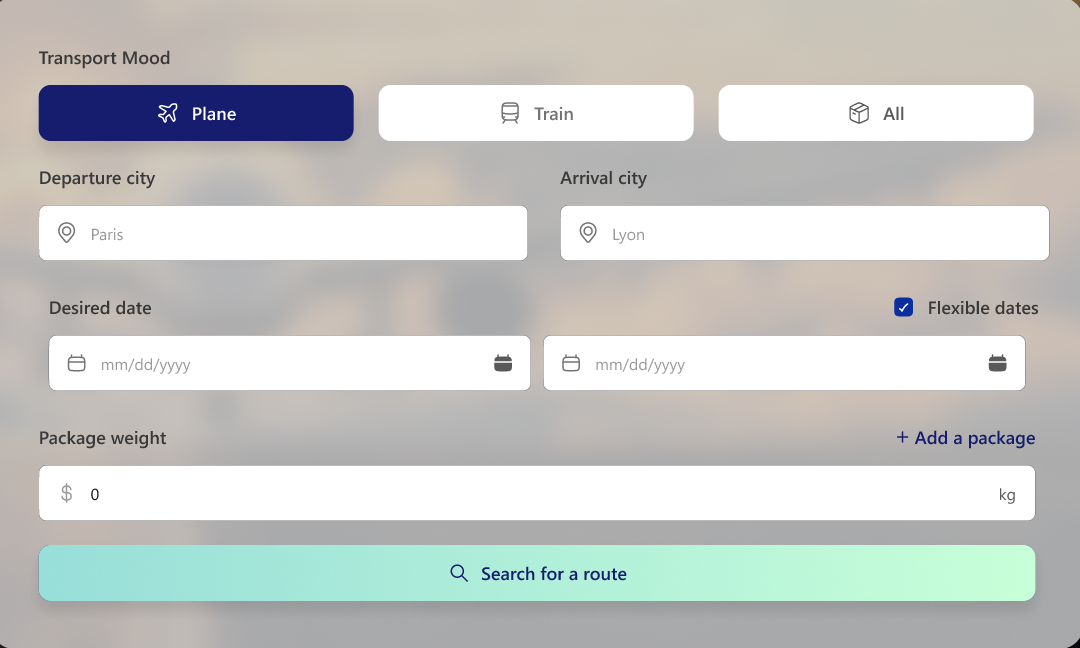 Transport Mood
Plane
Train
All
Departure city
Arrival city
Paris
Lyon
Desired date
Flexible dates
mm/dd/yyyy
mm/dd/yyyy
Package weight
+ Add a package
$ 0 kg
Search for a route